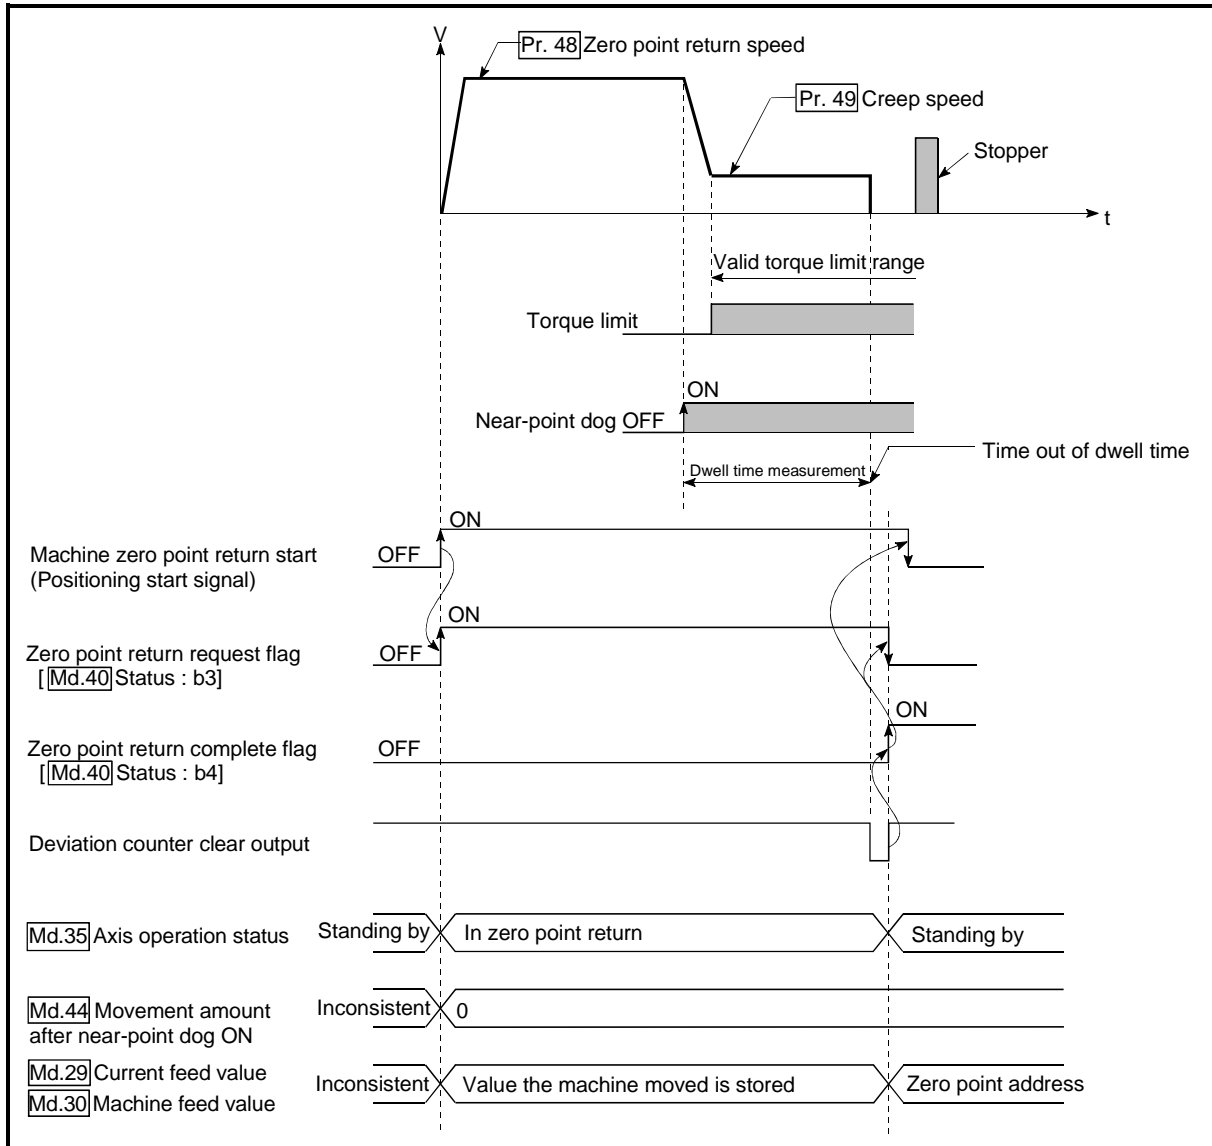 V
Pr. 48 Zero point return speed
Pr. 49 Creep speed
Stopper
t
Valid torque limit range
Torque limit
ON
Near-point dog OFF
Dwell time measurement
Time out of dwell time
ON
Machine zero point return start
(Positioning start signal)
OFF
ON
Zero point return request flag
[ Md.40 Status : b3]
OFF
ON
Zero point return complete flag
[ Md.40 Status : b4]
OFF
Deviation counter clear output
Md.35 Axis operation status
Standing by
In zero point return
Standing by
Md.44 Movement amount
after near-point dog ON
Inconsistent
0
Md.29 Current feed value
Md.30 Machine feed value
Inconsistent
Value the machine moved is stored
Zero point address